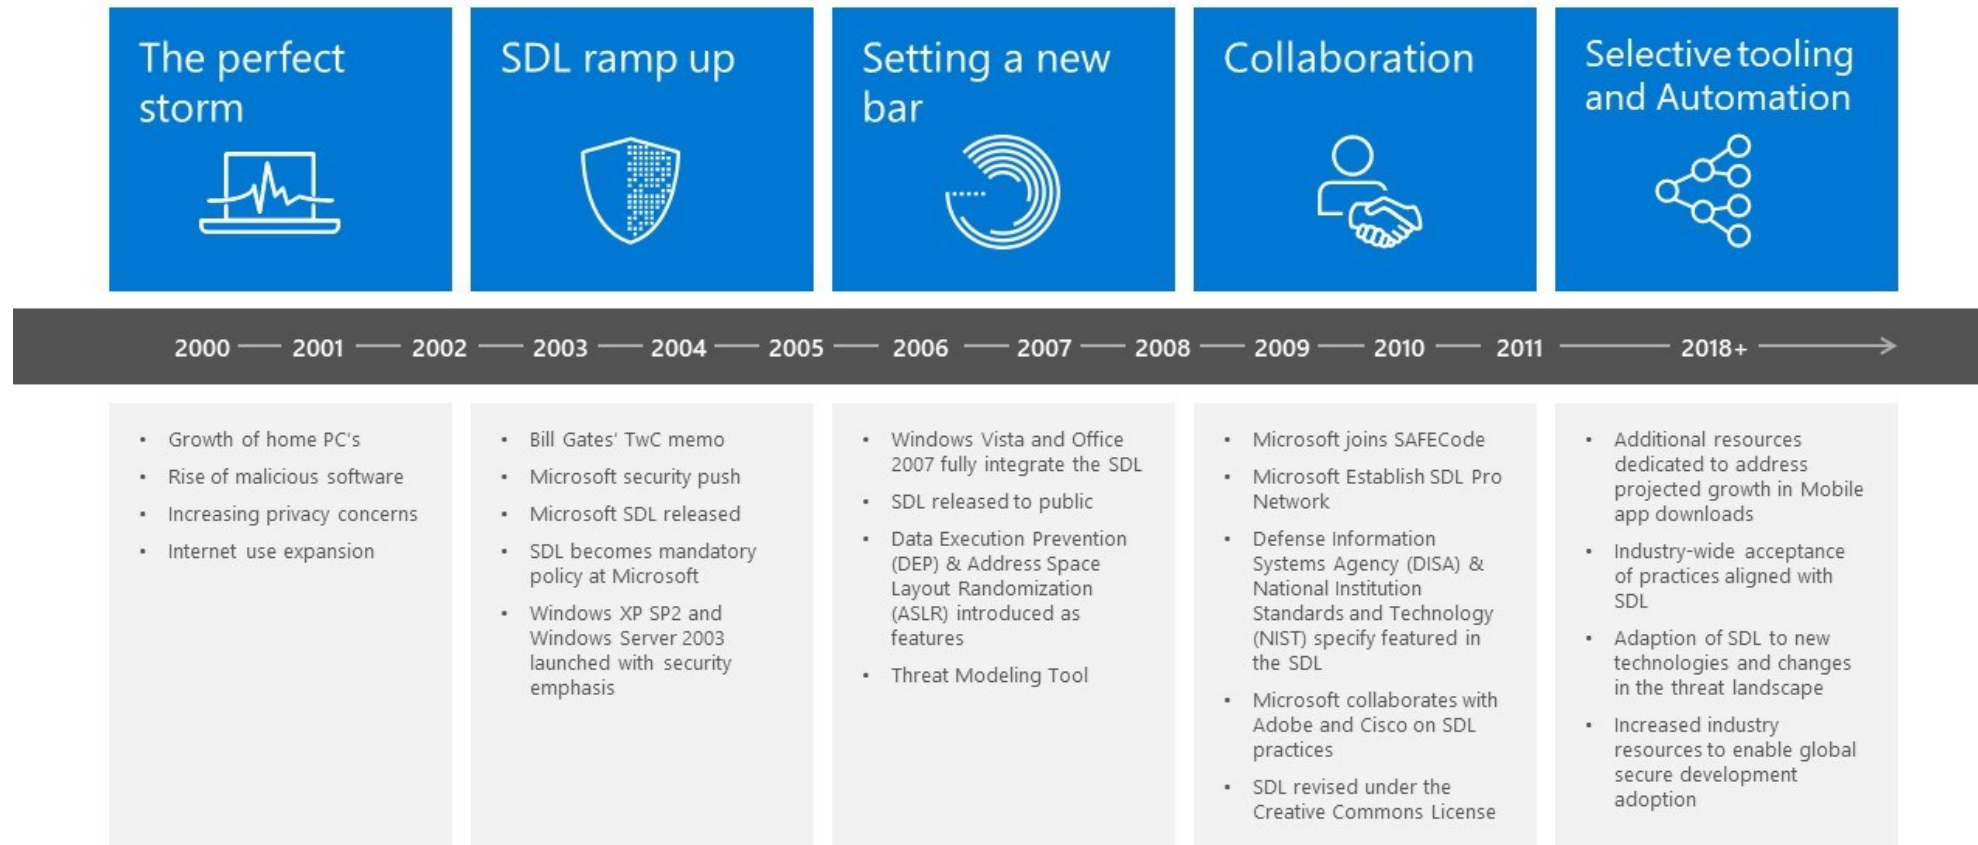 The perfect
storm
SDL ramp up
Setting a new
bar
Collaboration
Selective tooling
and Automation
2000 2001 2002 2003 2004 2005 2006 2007 2008 2009 2010 2011 2018+
• Growth of home PC's
• Rise of malicious software
• Increasing privacy concerns
• Internet use expansion
• Bill Gates' TwC memo
• Microsoft security push
• Microsoft SDL released
• SDL becomes mandatory
policy at Microsoft
• Windows XP SP2 and
Windows Server 2003
launched with security
emphasis
• Windows Vista and Office
2007 fully integrate the SDL
• SDL released to public
• Data Execution Prevention
(DEP) & Address Space
Layout Randomization
(ASLR) introduced as
features
• Threat Modeling Tool
• Microsoft joins SAFECode
• Microsoft Establish SDL Pro
Network
• Defense Information
Systems Agency (DISA) &
National Institution
Standards and Technology
(NIST) specify featured in
the SDL
• Microsoft collaborates with
Adobe and Cisco on SDL
practices
• SDL revised under the
Creative Commons License
• Additional resources
dedicated to address
projected growth in Mobile
app downloads
• Industry-wide acceptance
of practices aligned with
SDL
• Adaption of SDL to new
technologies and changes
in the threat landscape
• Increased industry
resources to enable global
secure development
adoption